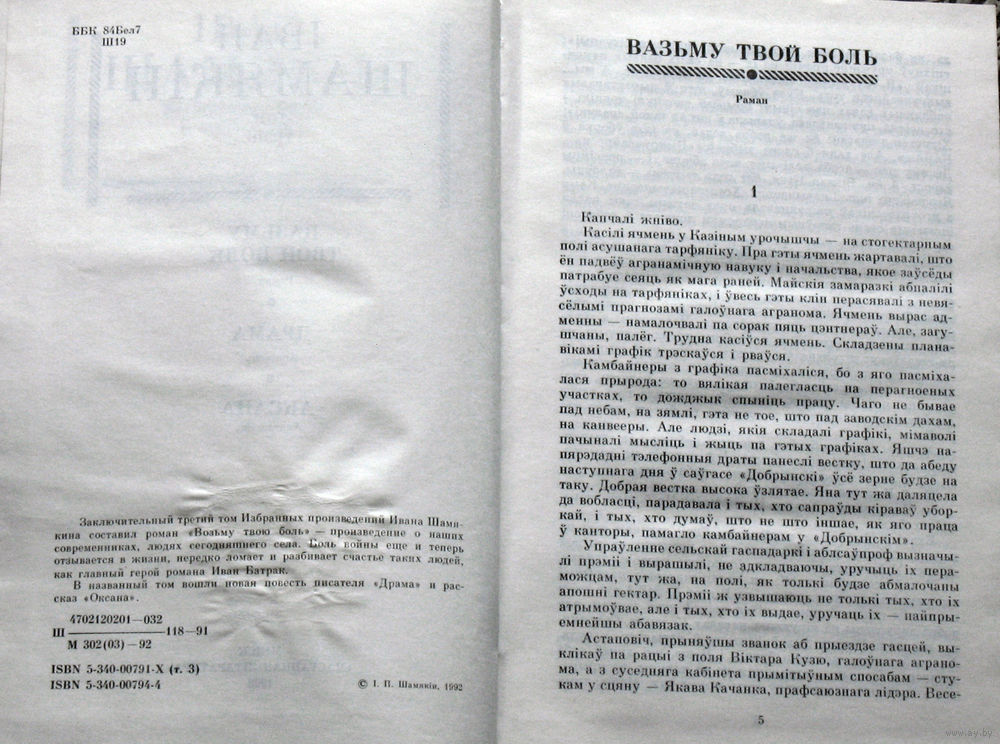 ББК 84Бел7
Ш19
Заключительный третий том Избранных произведений Ивана Шамя-
кина составил роман «Возьму твою боль» — произведение о наших
современниках, людях сегодняшнего села. Боль войны еще и теперь
отзывается в жизни, нередко ломает и разбивает счастье таких людей,
как главный герой романа Иван Батрак.
В названный том вошли новая повесть писателя «Драма» и рас-
сказ «Оксана».
4702120201—032
Ш ——————— 118—91
М 302(03)—92
ISBN 5-340-00791-X (т. 3)
ISBN 5-340-00794-4
© І. П. Шамякін, 1992
ВАЗЬМУ ТВОЙ БОЛЬ
Раман
1
Канчалі жніво.
Касілі ячмень у Казіным урочышчы — на стогектарным
полі асушанага тарфяніку. Пра гэты ячмень жартавалі, што
ён падвёў аграпамічную навуку і начальства, якое заўсёды
патрабуе сеяць як мага раней. Майскія замаразкі абпалілі
ўсходы на тарфяніках, і ўвесь гэты клін перасявалі з невя-
сёлымі прагнозамі галоўнага агранома. Ячмень вырас ад-
менны — намалочвалі па сорак пяць цэнтнераў. Але, загу-
шчаны, палёг. Трудна касіўся ячмень. Складзены плана-
вікамі графік трэскаўся і рваўся.
Камбайнеры з графіка пасміхаліся, бо з яго пасміха-
лася прырода: то вялікая палегласць на перагноеных
участках, то дожджык спыніць працу. Чаго не бывае
пад небам, на зямлі, гэта не тое, што пад заводскім дахам,
на канвееры. Але людзі, якія складалі графікі, мімаволі
пачыналі мысліць і жыць па гэтых графіках. Яшчэ на-
пярэдадні тэлефонныя драты панеслі вестку, што да абеду
наступнага дня ў саўгасе «Добрынскі» ўсё зерне будзе на
таку. Добрая вестка высока ўзлятае. Яна тут жа даляцела
да вобласці, парадавала і тых, хто сапраўды кіраваў убор-
кай, і тых, хто думаў, што не што іншае, як яго праца
ў канторы, памагло камбайнерам у «Добрынскім».
Упраўленне сельскай гаспадаркі і аблсаўпроф вызначы-
лі прэміі і вырашылі, не адкладваючы, уручыць іх пера-
можцам, тут жа, на полі, як толькі будзе абмалочаны
апошні гектар. Прэміі ж узвышаюць не толькі тых, хто іх
атрымоўвае, але і тых, хто іх выдае, уручаць іх — найпры-
емнейшы абавязак.
Астаповіч, прыняўшы званок аб прыездзе гасцей, вы-
клікаў па рацыі з поля Віктара Кузю, галоўнага аграно-
ма, а з суседняга кабінета прымітыўным спосабам — сту-
кам у сцяну — Якава Качанка, прафсаюзнага лідэра. Весе-
5
www.ay.by